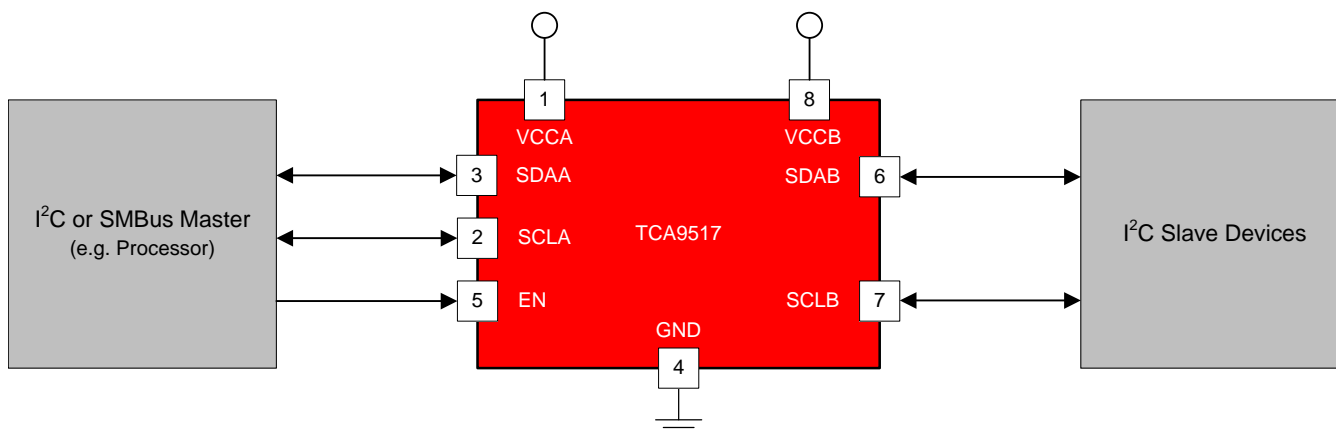 1
8
VCCA
VCCB
3 SDAA
SDAB 6
I²C or SMBus Master
(e.g. Processor)
2 SCLA
TCA9517
I²C Slave Devices
5 EN
SCLB 7
GND
4